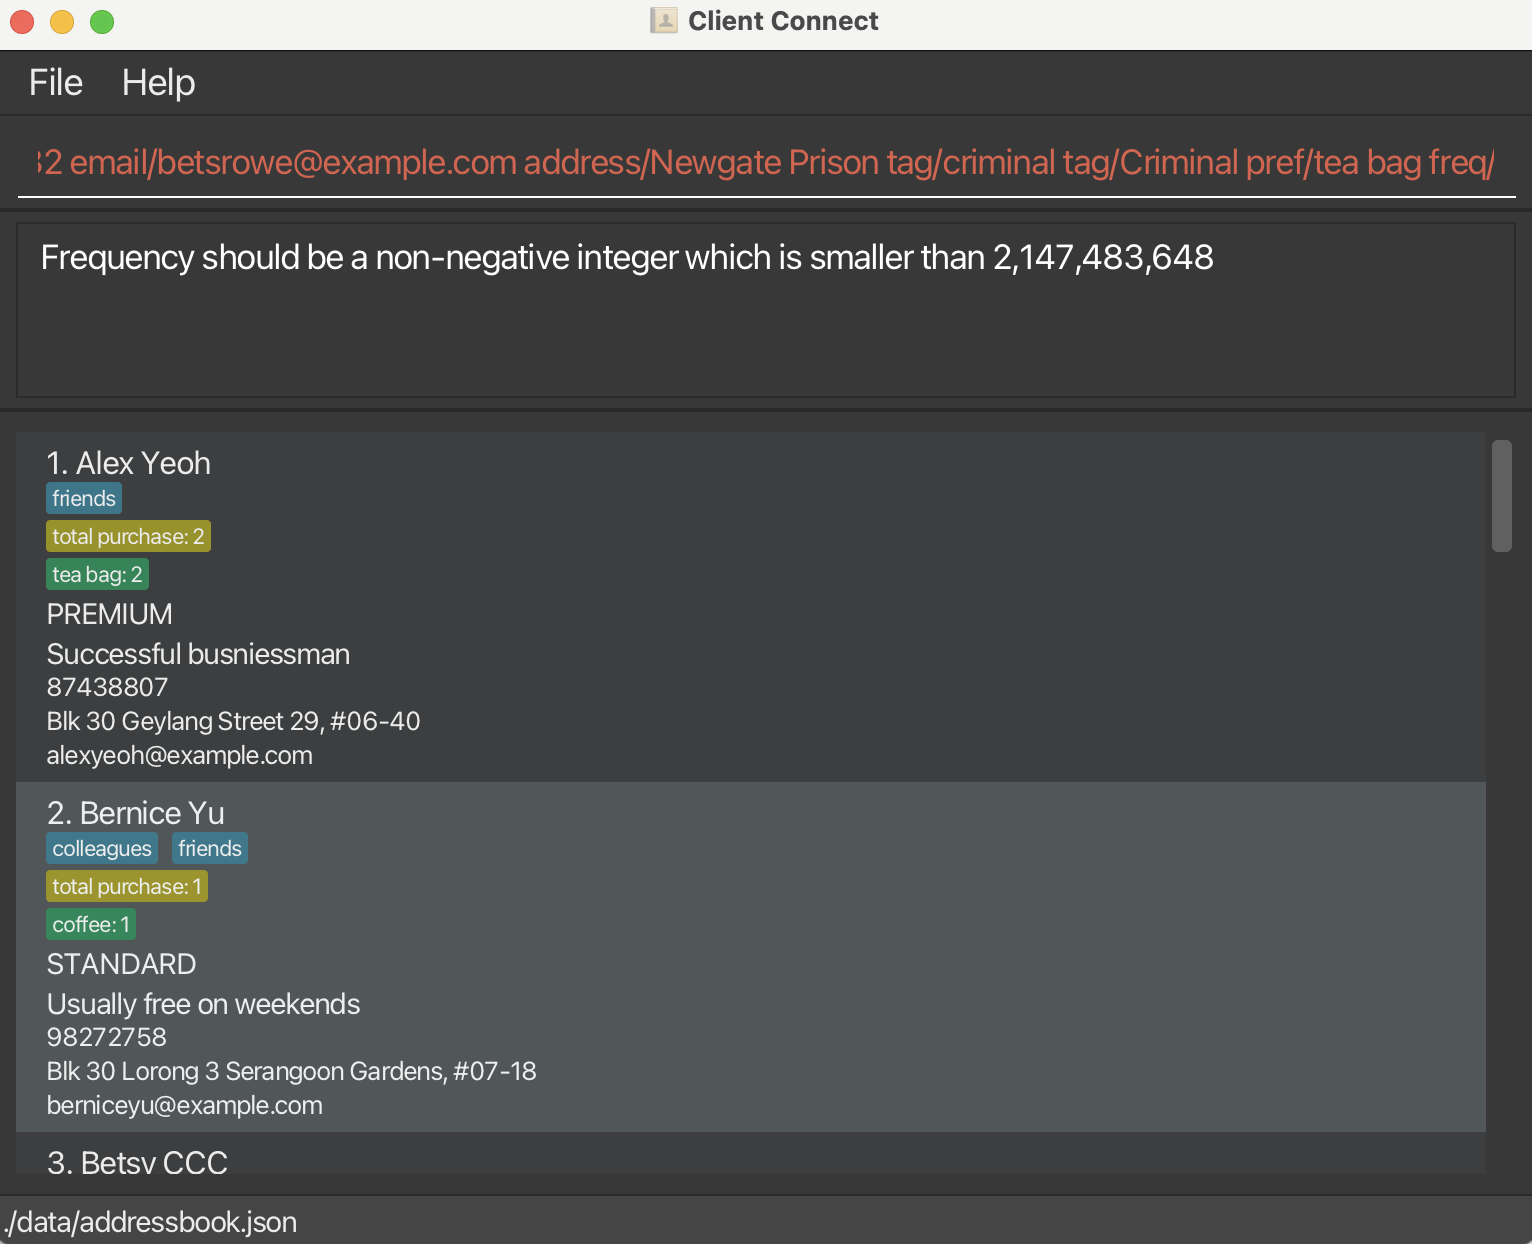 Client Connect
File Help
32 email/betsrowe@example.com address/Newgate Prison tag/criminal tag/Criminal pref/tea bag freq/
Frequency should be a non-negative integer which is smaller than 2,147,483,648
1. Alex Yeoh
friends
total purchase: 2
tea bag: 2
PREMIUM
Successful busniessman
87438807
Blk 30 Geylang Street 29, #06-40
alexyeoh@example.com
2. Bernice Yu
colleagues friends
total purchase: 1
coffee: 1
STANDARD
Usually free on weekends
98272758
Blk 30 Lorong 3 Serangoon Gardens, #07-18
berniceyu@example.com
3. Betsy CCC
./data/addressbook.json